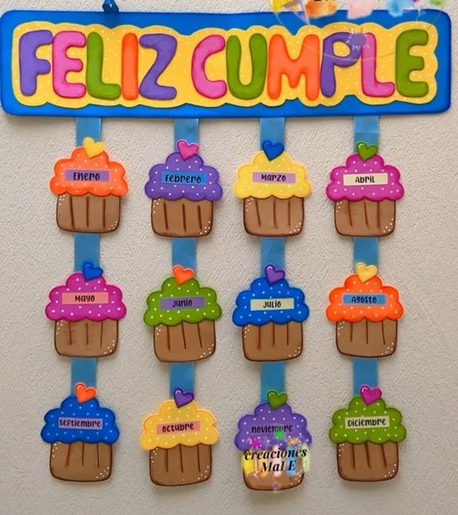 FELIZ CUMPLE
Enero
Febrero
Marzo
Abril
Mayo
Junio
Julio
Agosto
Septiembre
Octubre
Noviembre
Diciembre
creaciones
Mal E